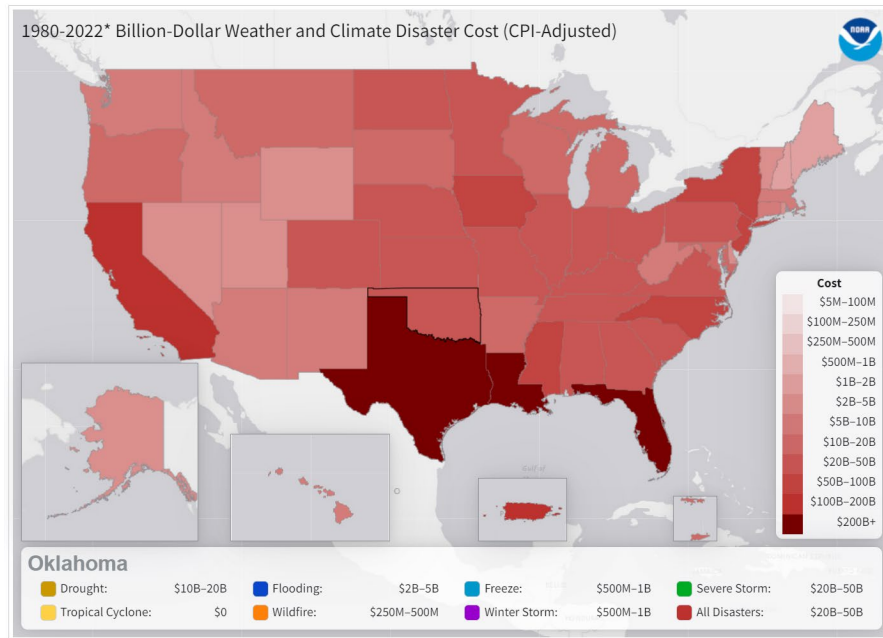 1980-2022* Billion-Dollar Weather and Climate Disaster Cost (CPI-Adjusted)
NOAA
Cost
$5M–100M
$100M–250M
$250M–500M
$500M–1B
$1B–2B
$2B–5B
$5B–10B
$10B–20B
$20B–50B
$50B–100B
$100B–200B
$200B+
Gulf of
Oklahoma
Drought: $10B–20B Flooding: $2B–5B Freeze: $500M–1B Severe Storm: $20B–50B
Tropical Cyclone: $0 Wildfire: $250M–500M Winter Storm: $500M–1B All Disasters: $20B–50B